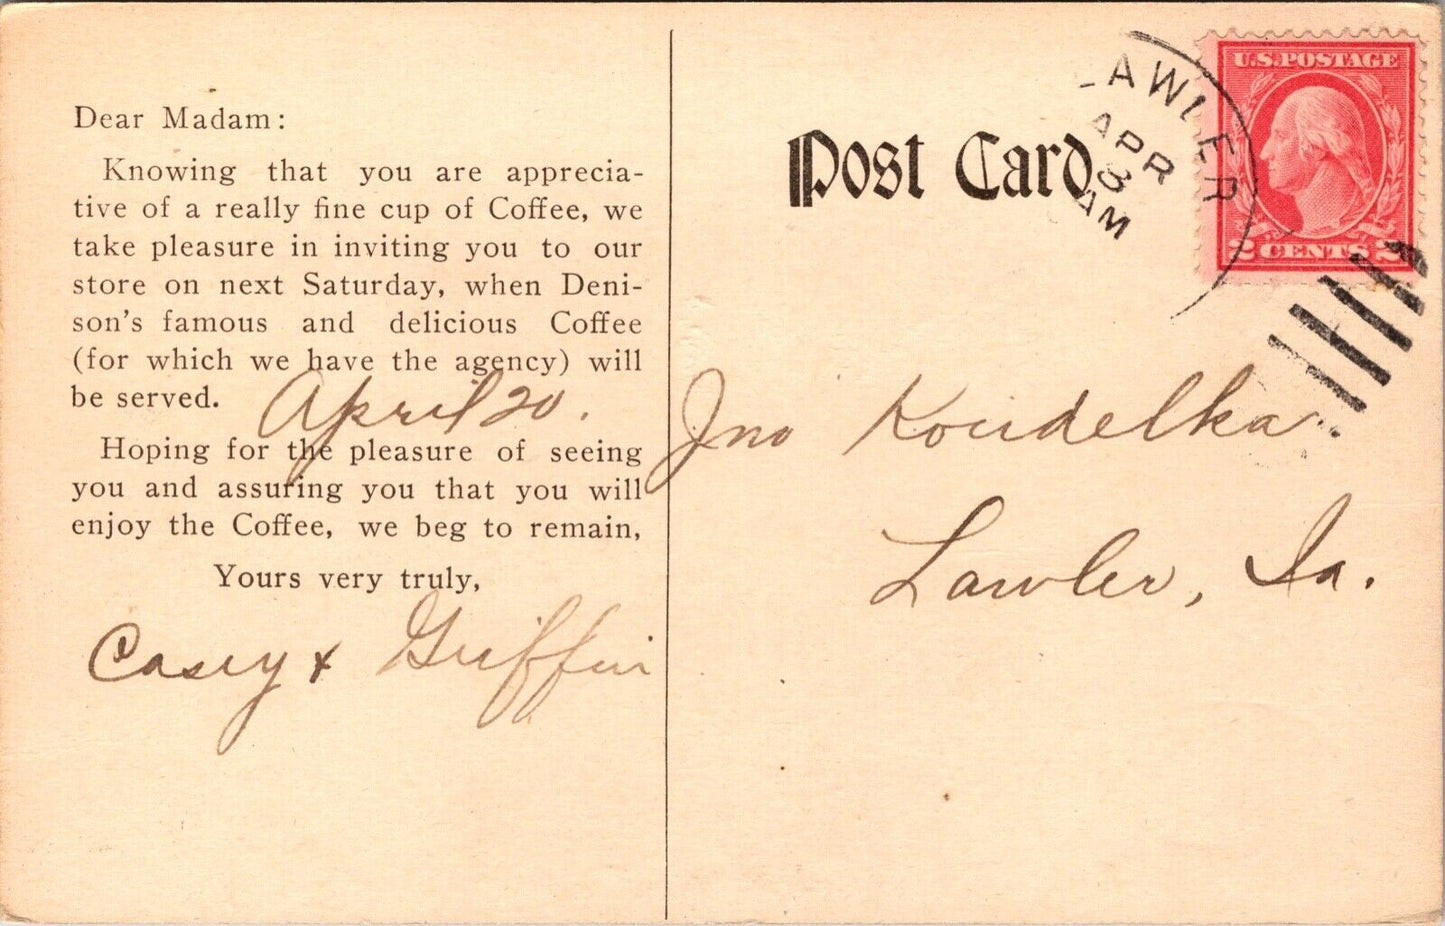 Dear Madam:
Knowing that you are apprecia-
tive of a really fine cup of Coffee, we
take pleasure in inviting you to our
store on next Saturday, when Deni-
son's famous and delicious Coffee
(for which we have the agency) will
be served. April 20.
Hoping for the pleasure of seeing
you and assuring you that you will
enjoy the Coffee, we beg to remain,
Yours very truly,
Casey & Griffin
Post Card
LAWLER
APR
8
AM
U.S. POSTAGE
2 CENTS 2
Jno Koudelka
Lawler, Ia.